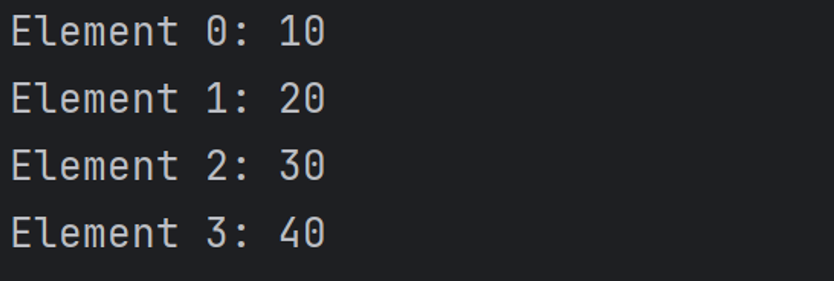 Element 0: 10
Element 1: 20
Element 2: 30
Element 3: 40